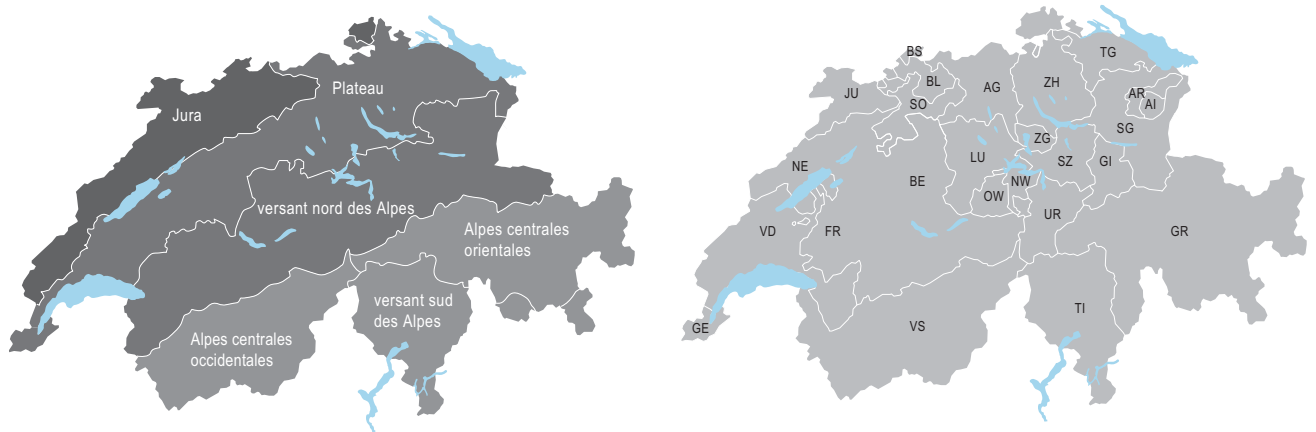 Jura
Plateau
versant nord des Alpes
Alpes centrales
orientales
versant sud
des Alpes
Alpes centrales
occidentales
BS
BL
JU
SO
AG
ZH
TG
AR
AI
SG
ZG
LU
SZ
GI
NE
BE
NW
OW
UR
GR
VD
FR
GE
VS
TI